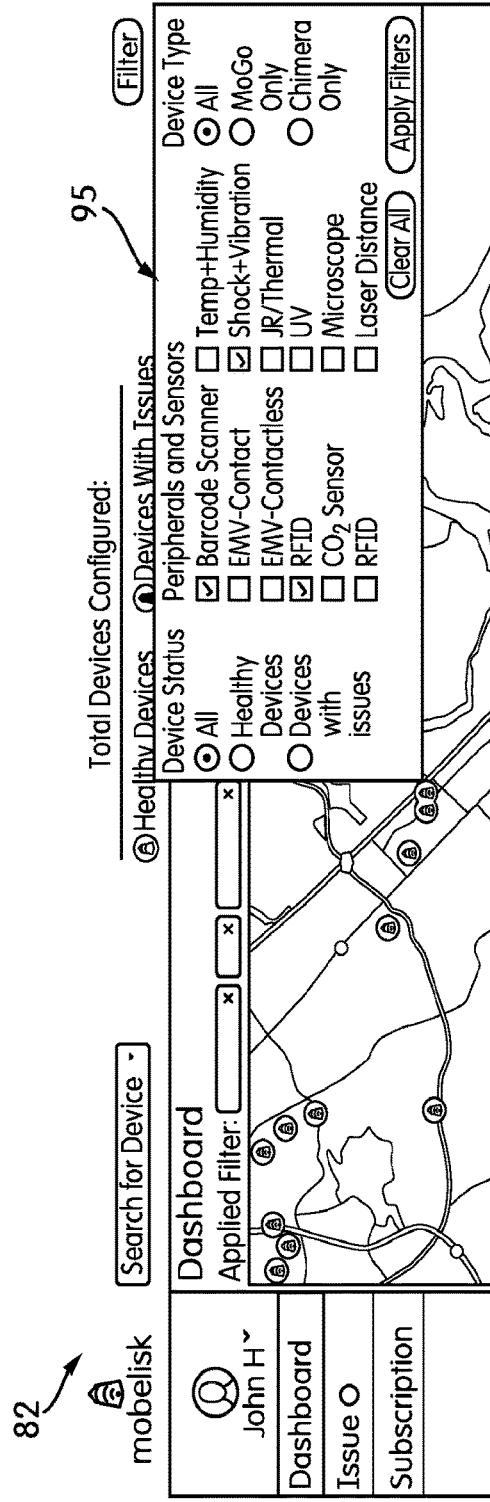 82
mobelisk
John H
Dashboard
Issue
Subscription
Search for Device
Total Devices Configured:
Healthy Devices
Devices With Issues
Filter
Dashboard
Applied Filter:
x
x
x
95
Device Status
All
Healthy
Devices
Devices
with
issues
Peripherals and Sensors
Barcode Scanner
EMV-Contact
EMV-Contactless
RFID
CO₂ Sensor
RFID
Temp+Humidity
Shock+Vibration
JR/Thermal
UV
Microscope
Laser Distance
Device Type
All
MoGo
Only
Chimera
Only
Clear All
Apply Filters